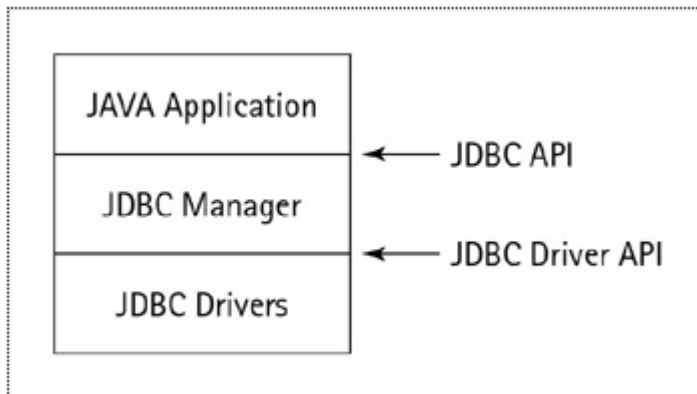 JAVA Application
JDBC API
JDBC Manager
JDBC Driver API
JDBC Drivers